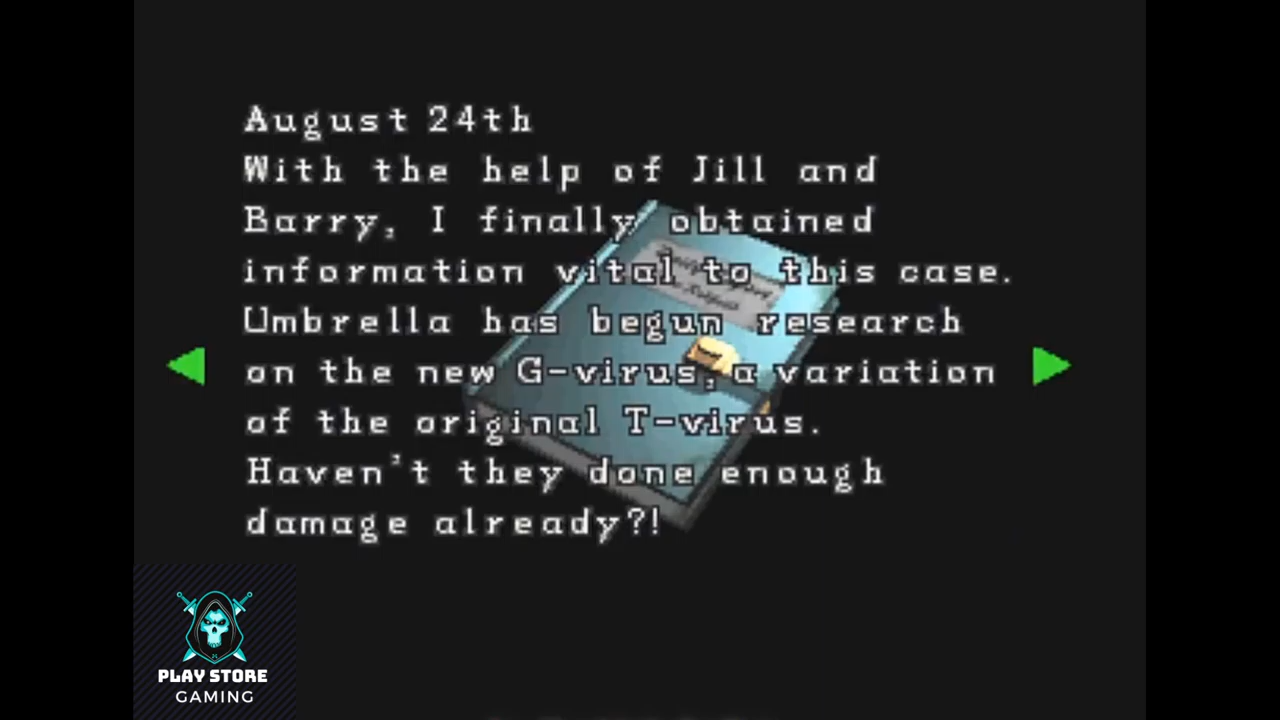 August 24th
With the help of Jill and
Barry, I finally obtained
information vital to this case.
Umbrella has begun research
on the new G-virus, a variation
of the original T-virus.
Haven't they done enough
damage already?!
PLAY STORE
GAMING